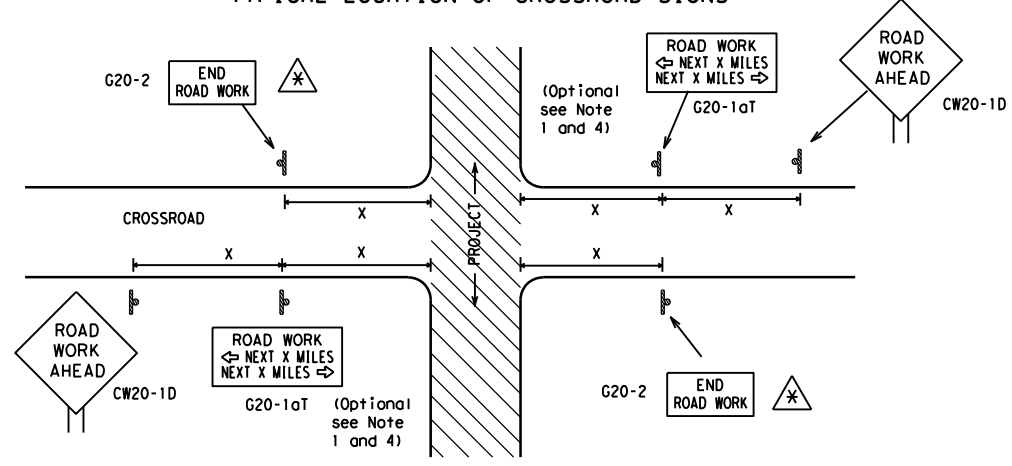 TYPICAL LOCATION OF CROSSROAD SIGNS
G20-2
END
ROAD WORK
*
(Optional
see Note
1 and 4)
ROAD WORK
⇦ NEXT X MILES
NEXT X MILES ⇨
G20-1aT
ROAD
WORK
AHEAD
CW20-1D
X
X
X
CROSSROAD
PROJECT
X
X
X
ROAD
WORK
AHEAD
CW20-1D
ROAD WORK
⇦ NEXT X MILES
NEXT X MILES ⇨
G20-1aT
(Optional
see Note
1 and 4)
G20-2
END
ROAD WORK
*